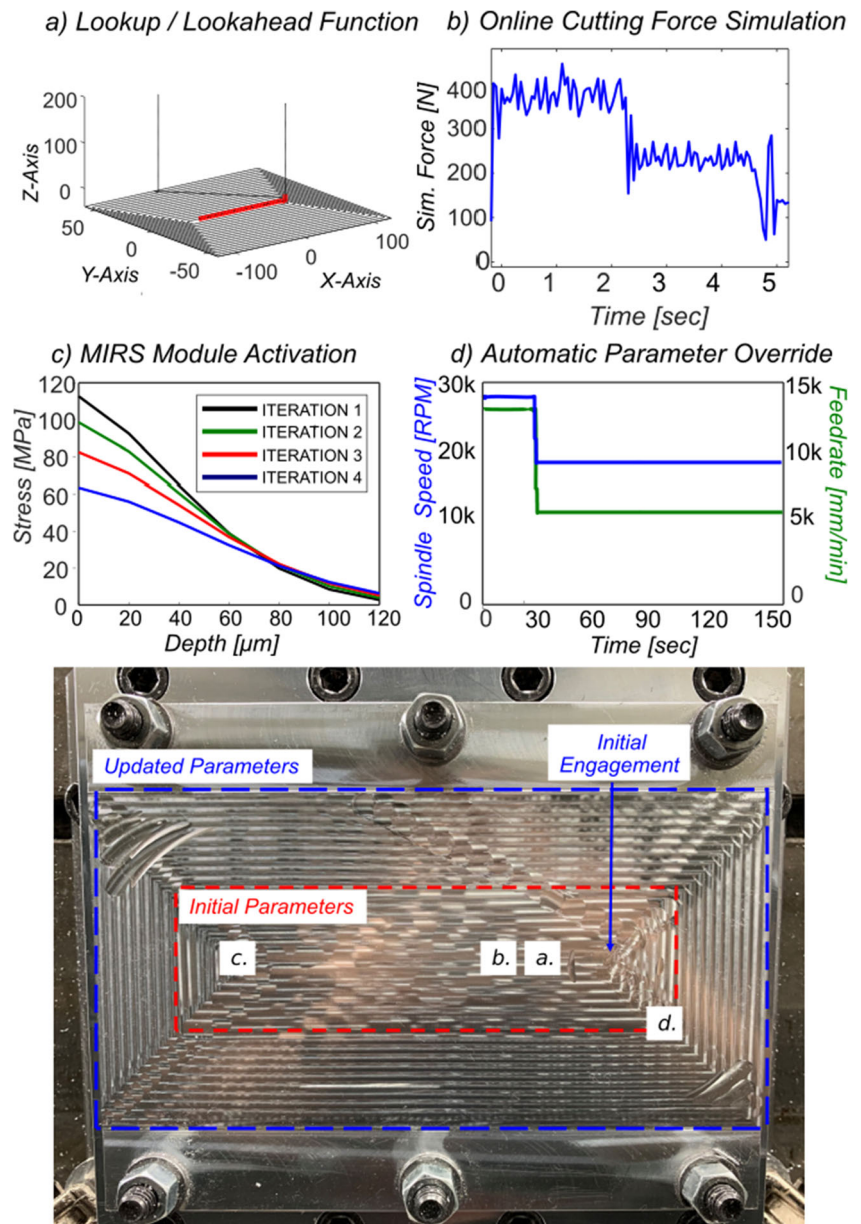 a) Lookup / Lookahead Function
200
100
0
Z-Axis
50
0
-50
Y-Axis
-100
0
100
X-Axis
b) Online Cutting Force Simulation
400
300
200
100
0
Sim. Force [N]
0 1 2 3 4 5
Time [sec]
c) MIRS Module Activation
120
100
80
60
40
20
0
Stress [MPa]
ITERATION 1
ITERATION 2
ITERATION 3
ITERATION 4
0 20 40 60 80 100 120
Depth [µm]
d) Automatic Parameter Override
30k
20k
10k
0
Spindle Speed [RPM]
15k
10k
5k
0
Feedrate [mm/min]
0 30 60 90 120 150
Time [sec]
Updated Parameters
Initial
Engagement
Initial Parameters
c.
b.
a.
d.